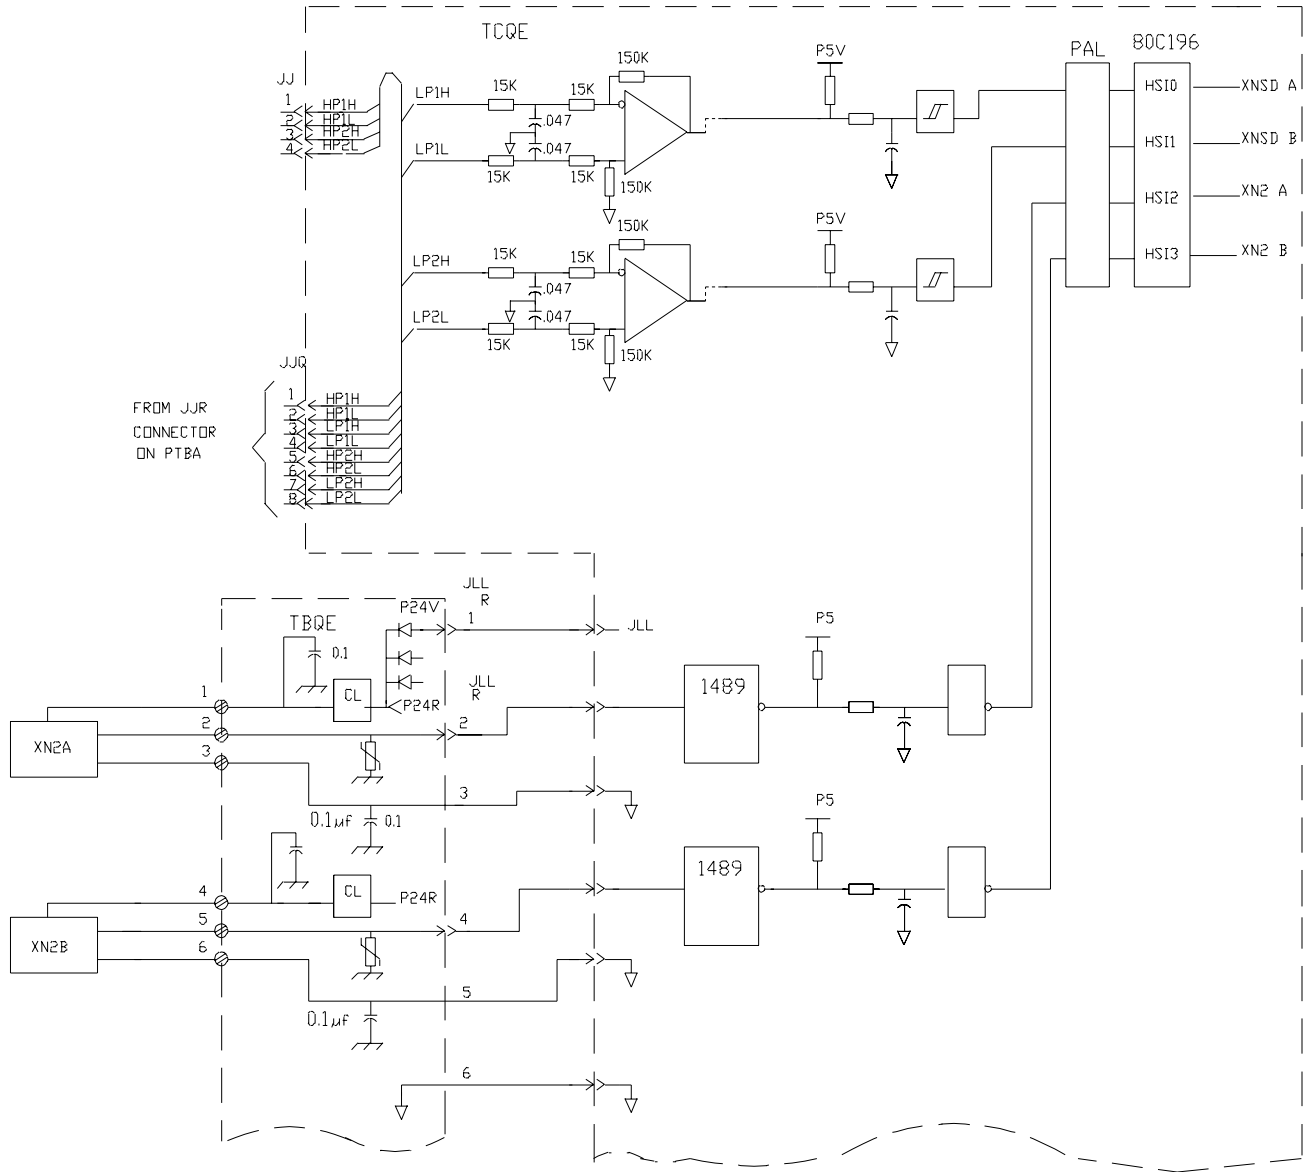 TCQE
JJ
1 HP1H
2 HP1L
3 HP2H
4 HP2L
LP1H
15K
15K
150K
.047
.047
LP1L
15K
15K
150K
P5V
PAL
80C196
HSI0
XNSD A
HSI1
XNSD B
HSI2
XN2 A
HSI3
XN2 B
LP2H
15K
15K
150K
.047
.047
LP2L
15K
15K
150K
P5V
JJQ
FROM JJR
CONNECTOR
ON PTBA
1 HP1H
2 HP1L
3 LP1H
4 LP1L
5 HP2H
6 HP2L
7 LP2H
8 LP2L
TBQE
P24V
JLL
R
1
JLL
0.1
CL
P24R
JLL
R
XN2A
1
2
3
2
3
0.1µf
0.1
1489
P5
XN2B
4
5
6
CL
P24R
4
5
0.1µf
6
1489
P5